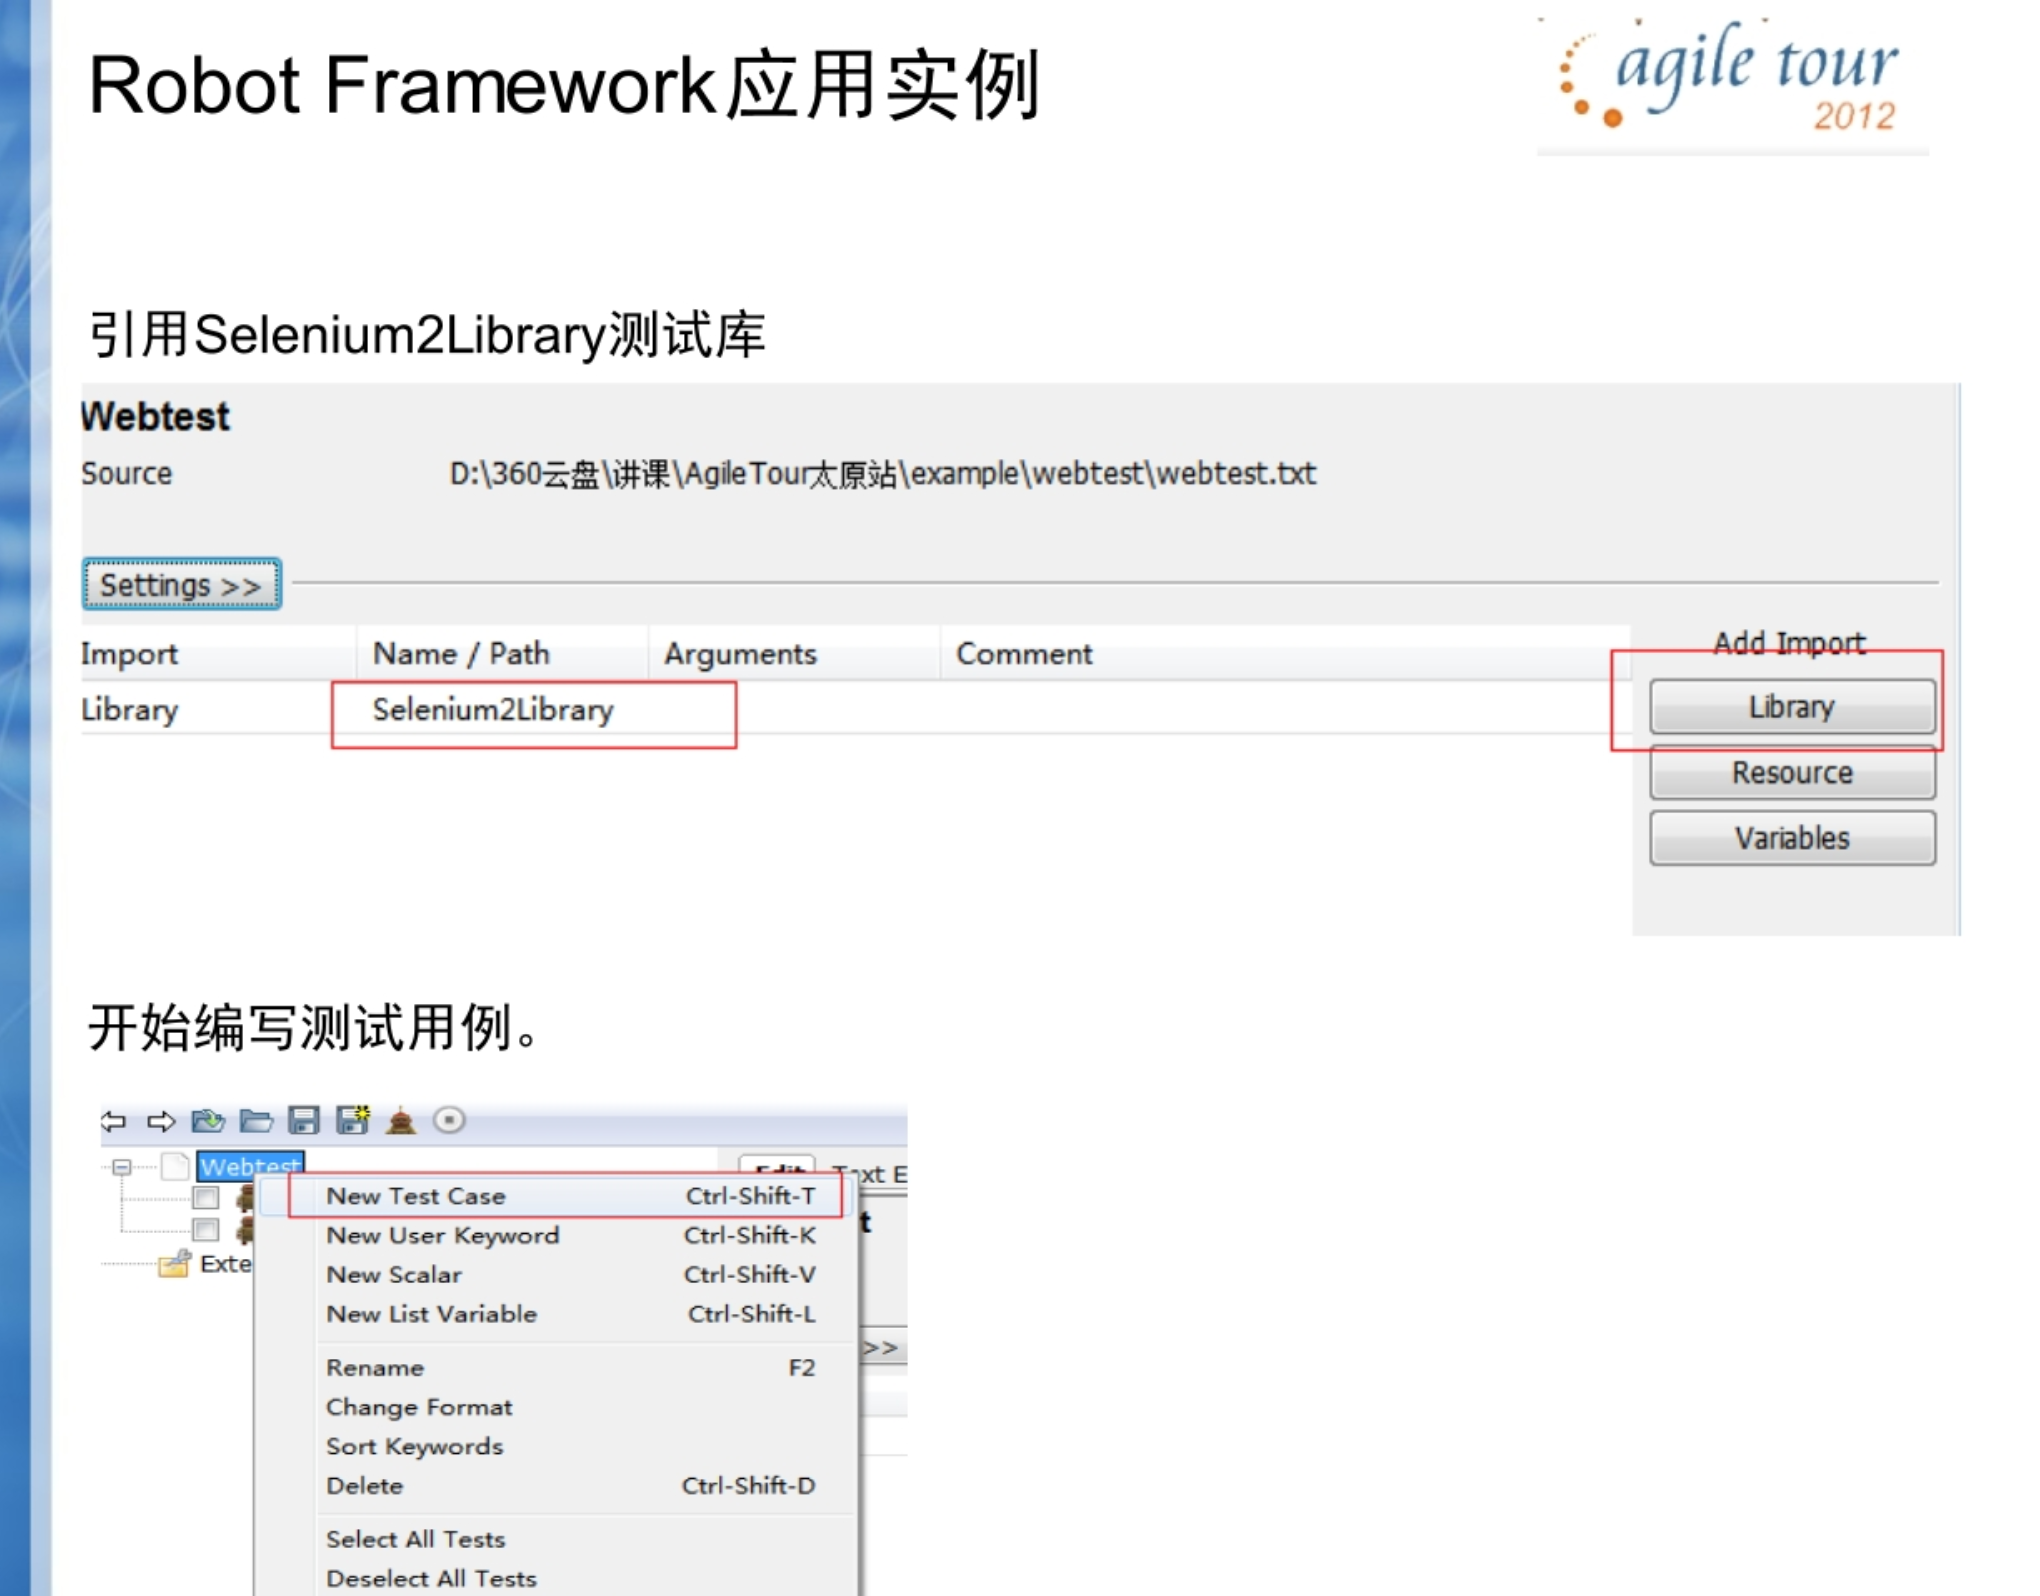 Robot Framework应用实例
agile tour
2012
引用Selenium2Library测试库
Webtest
Source D:\360云盘\讲课\AgileTour太原站\example\webtest\webtest.txt
Settings >>
Import Name / Path Arguments Comment Add Import
Library Selenium2Library Library
Resource
Variables
开始编写测试用例。
Webtest Edit Text E
New Test Case Ctrl-Shift-T
t
New User Keyword Ctrl-Shift-K
Exte
New Scalar Ctrl-Shift-V
New List Variable Ctrl-Shift-L
>>
Rename F2
Change Format
Sort Keywords
Delete Ctrl-Shift-D
Select All Tests
Deselect All Tests